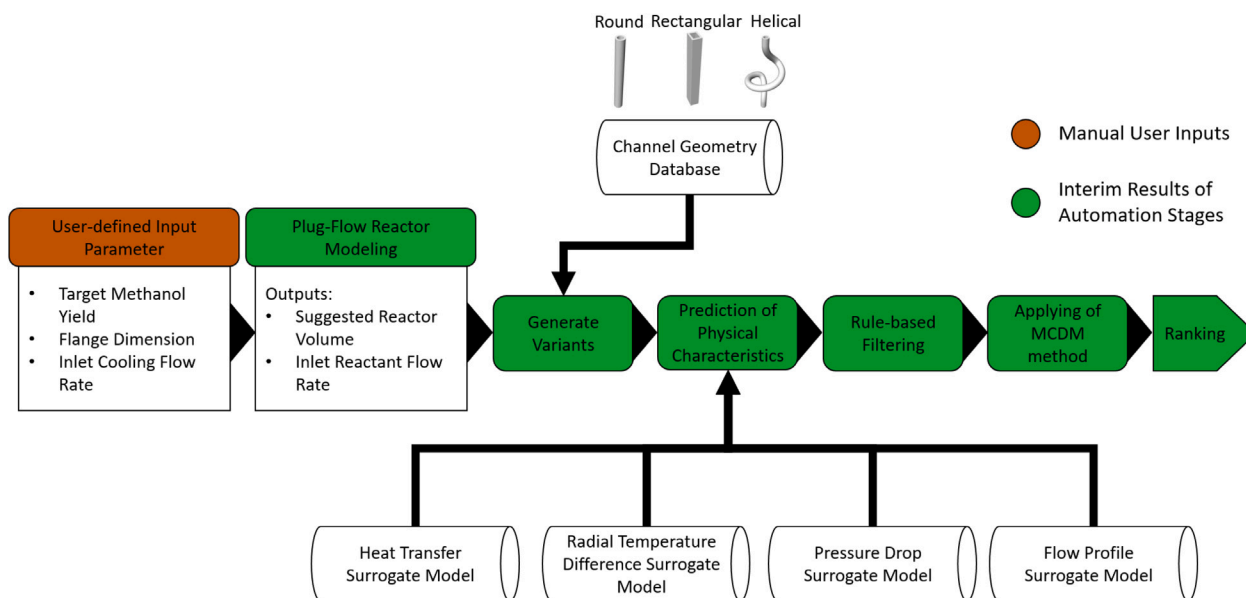 Round Rectangular Helical
Channel Geometry
Database
Manual User Inputs
Interim Results of
Automation Stages
User-defined Input
Parameter
• Target Methanol
Yield
• Flange Dimension
• Inlet Cooling Flow
Rate
Plug-Flow Reactor
Modeling
Outputs:
• Suggested Reactor
Volume
• Inlet Reactant Flow
Rate
Generate
Variants
Prediction of
Physical
Characteristics
Rule-based
Filtering
Applying of
MCDM
method
Ranking
Heat Transfer
Surrogate Model
Radial Temperature
Difference Surrogate
Model
Pressure Drop
Surrogate Model
Flow Profile
Surrogate Model